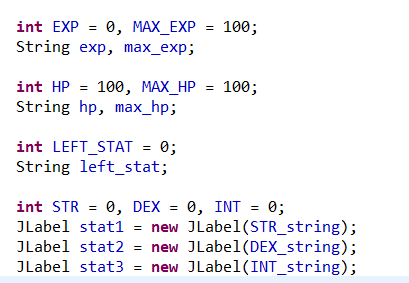 int EXP = 0, MAX_EXP = 100;
String exp, max_exp;
int HP = 100, MAX_HP = 100;
String hp, max_hp;
int LEFT_STAT = 0;
String left_stat;
int STR = 0, DEX = 0, INT = 0;
JLabel stat1 = new JLabel(STR_string);
JLabel stat2 = new JLabel(DEX_string);
JLabel stat3 = new JLabel(INT_string);